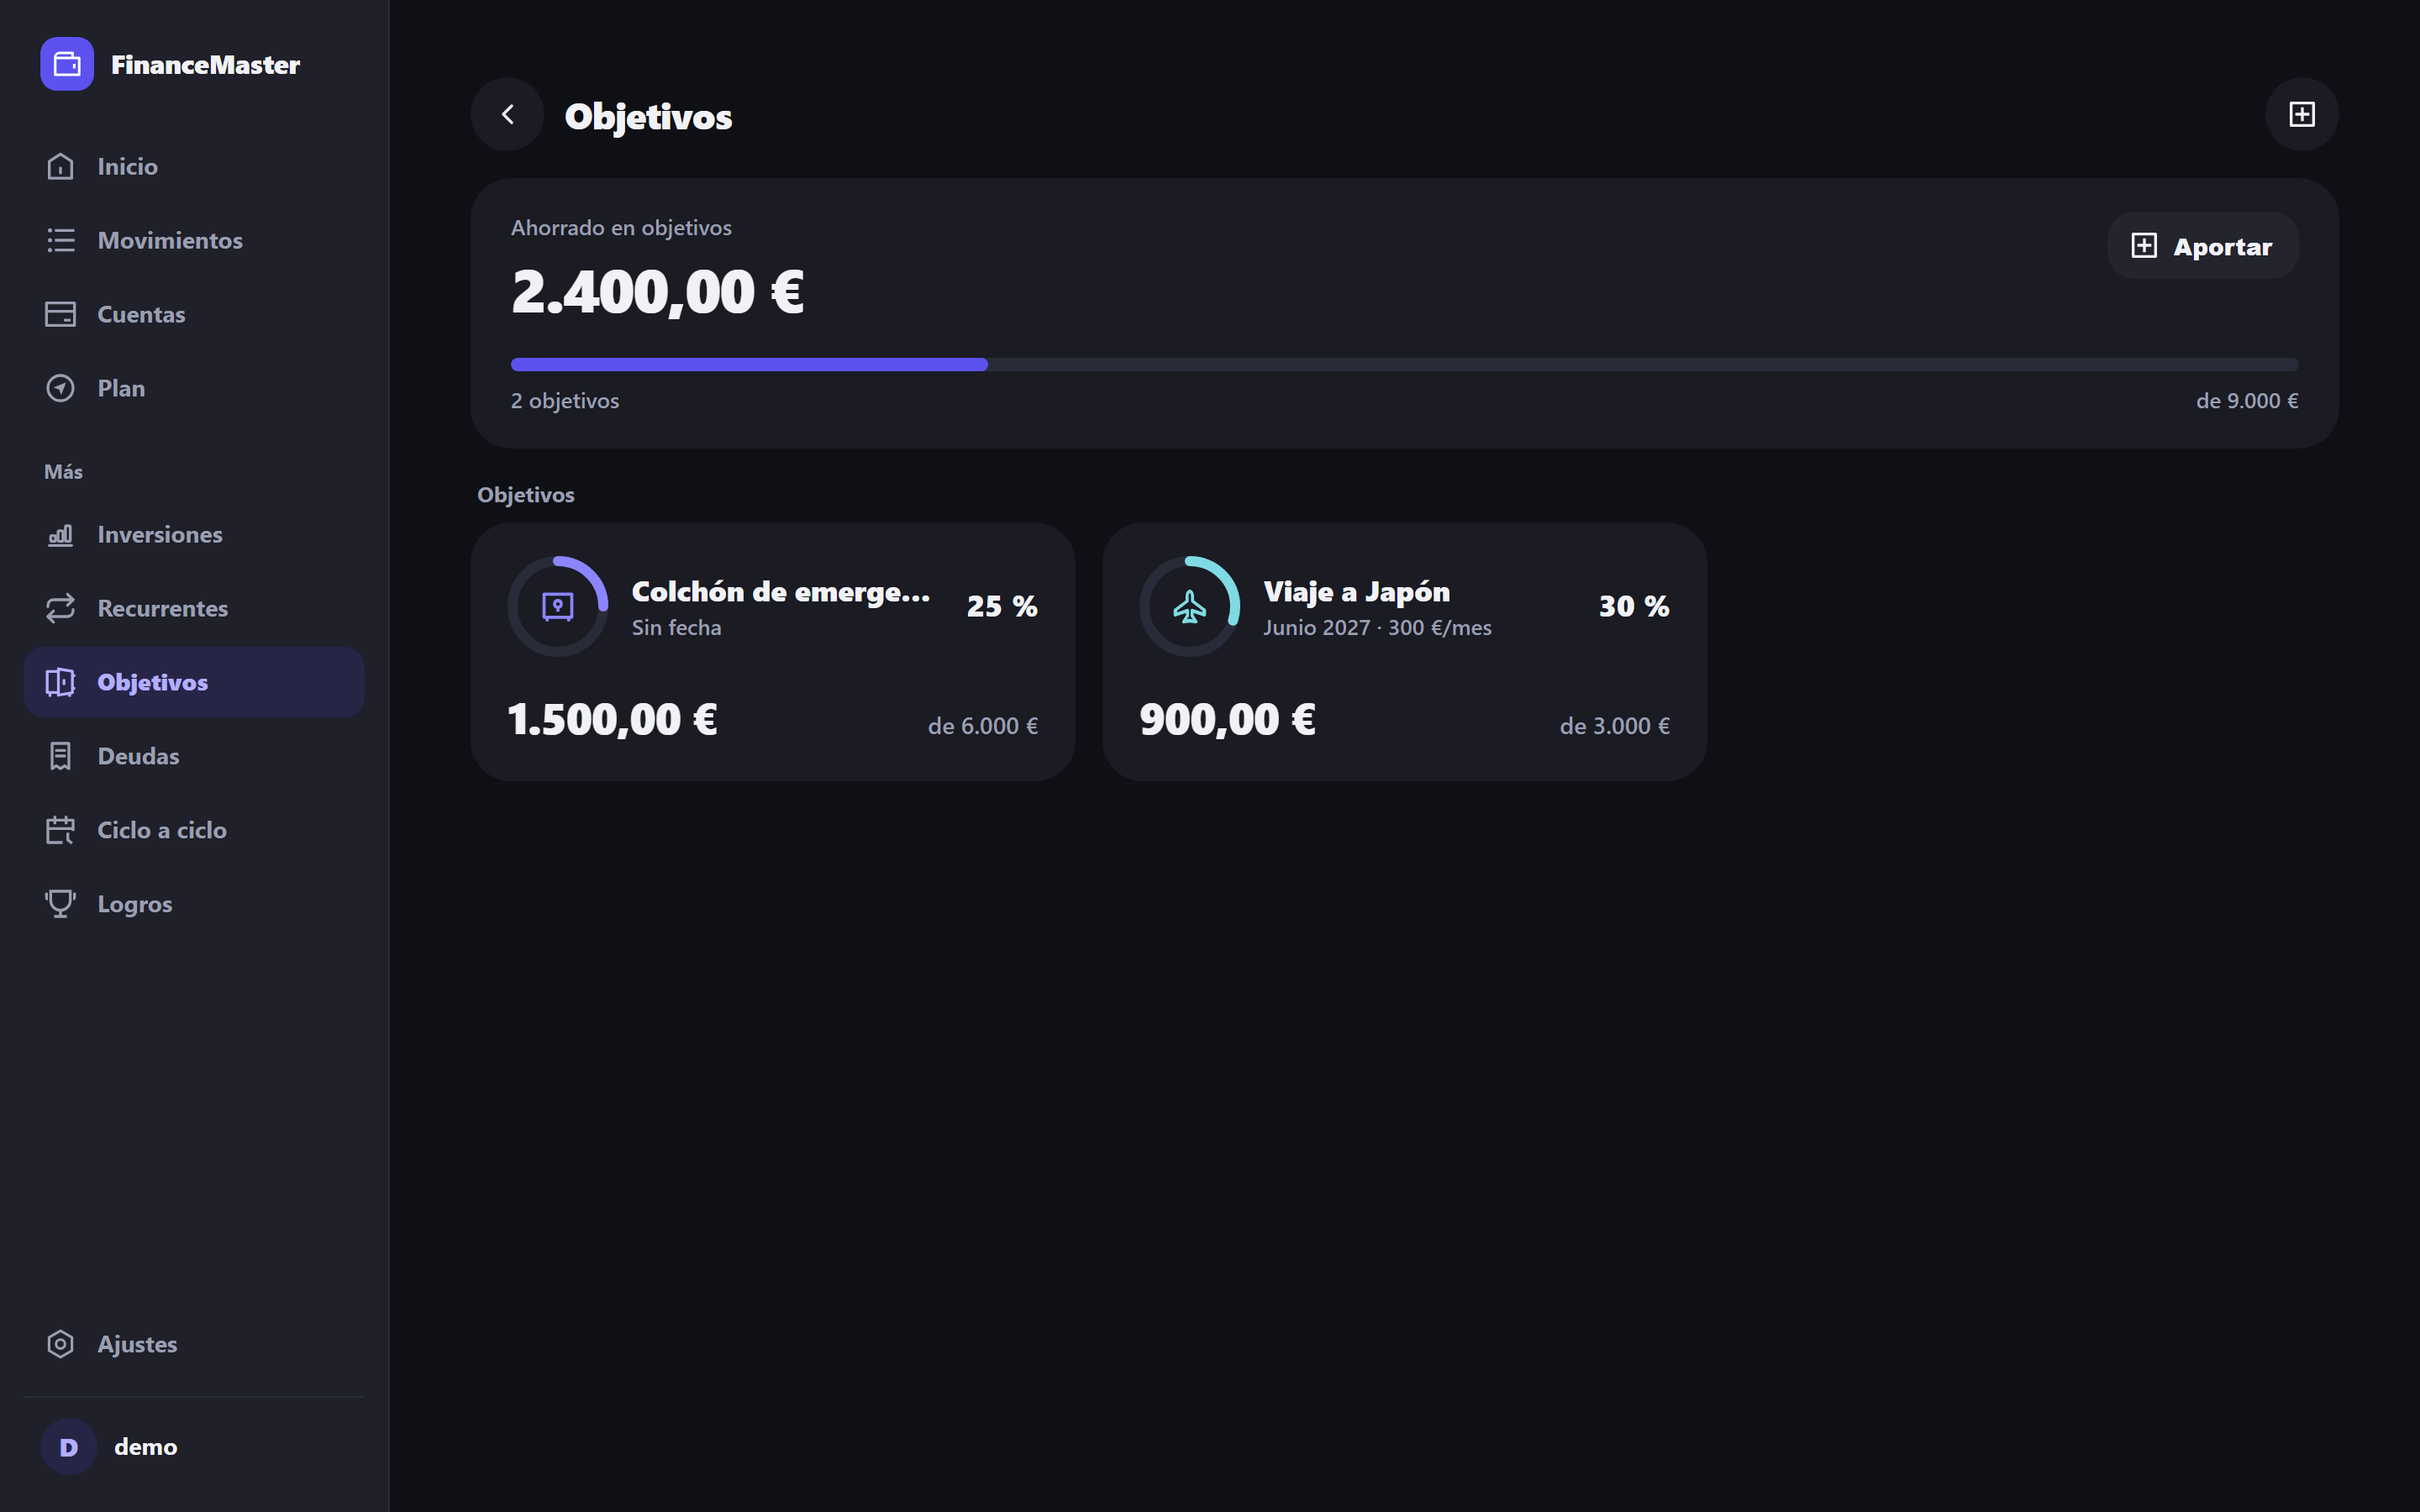 FinanceMaster
Inicio
Movimientos
Cuentas
Plan
Más
Inversiones
Recurrentes
Objetivos
Deudas
Ciclo a ciclo
Logros
Ajustes
D
demo
Objetivos
Ahorrado en objetivos
Aportar
2.400,00 €
2 objetivos
de 9.000 €
Objetivos
Colchón de emerge...
Sin fecha
25 %
1.500,00 €
de 6.000 €
Viaje a Japón
Junio 2027 · 300 €/mes
30 %
900,00 €
de 3.000 €